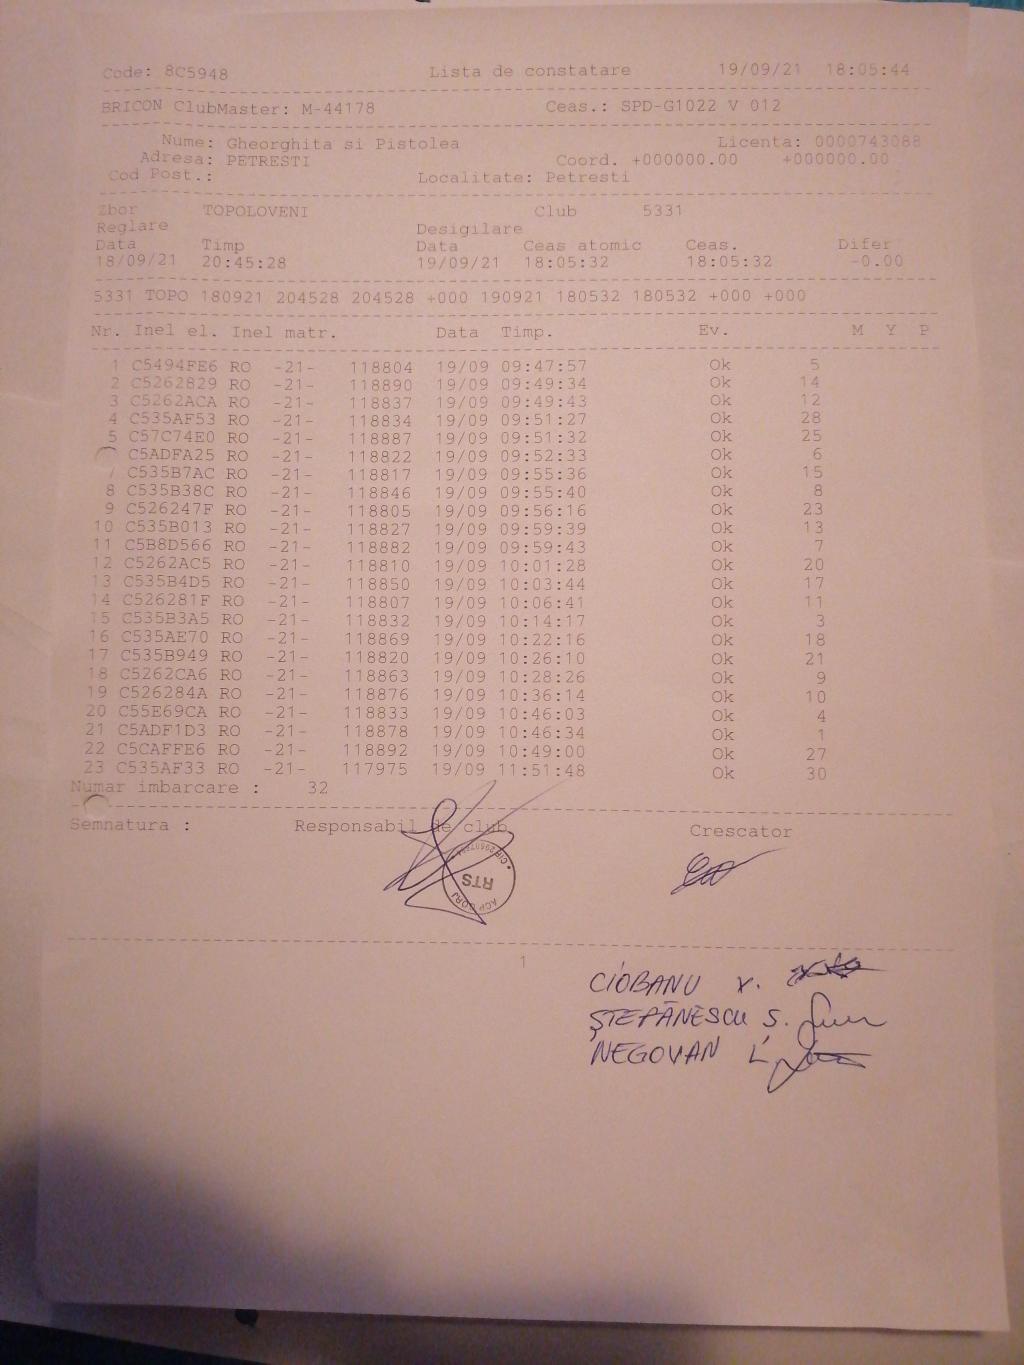 Code: 8C5948 Lista de constatare 19/09/21 18:05:44
BRICON ClubMaster: M-44178 Ceas.: SPD-G1022 V 012
Nume: Gheorghita si Pistolea Licenta: 0000743088
Adresa: PETRESTI Coord. +000000.00 +000000.00
Cod Post.: Localitate: Petresti
Zbor TOPOLOVENI Club 5331
Reglare Desigilare
Data Timp Data Ceas atomic Ceas. Difer
18/09/21 20:45:28 19/09/21 18:05:32 18:05:32 -0.00
5331 TOPO 180921 204528 204528 +000 190921 180532 180532 +000 +000
Nr. Inel el. Inel matr. Data Timp. Ev. M Y P
1 C5494FE6 RO -21- 118804 19/09 09:47:57 Ok 5
2 C5262829 RO -21- 118890 19/09 09:49:34 Ok 14
3 C5262ACA RO -21- 118837 19/09 09:49:43 Ok 12
4 C535AF53 RO -21- 118834 19/09 09:51:27 Ok 28
5 C57C74E0 RO -21- 118887 19/09 09:51:32 Ok 25
C5ADFA25 RO -21- 118822 19/09 09:52:33 Ok 6
7 C535B7AC RO -21- 118817 19/09 09:55:36 Ok 15
8 C535B38C RO -21- 118846 19/09 09:55:40 Ok 8
9 C526247F RO -21- 118805 19/09 09:56:16 Ok 23
10 C535B013 RO -21- 118827 19/09 09:59:39 Ok 13
11 C5B8D566 RO -21- 118882 19/09 09:59:43 Ok 7
12 C5262AC5 RO -21- 118810 19/09 10:01:28 Ok 20
13 C535B4D5 RO -21- 118850 19/09 10:03:44 Ok 17
14 C526281F RO -21- 118807 19/09 10:06:41 Ok 11
15 C535B3A5 RO -21- 118832 19/09 10:14:17 Ok 3
16 C535AE70 RO -21- 118869 19/09 10:22:16 Ok 18
17 C535B949 RO -21- 118820 19/09 10:26:10 Ok 21
18 C5262CA6 RO -21- 118863 19/09 10:28:26 Ok 9
19 C526284A RO -21- 118876 19/09 10:36:14 Ok 10
20 C55E69CA RO -21- 118833 19/09 10:46:03 Ok 4
21 C5ADF1D3 RO -21- 118878 19/09 10:46:34 Ok 1
22 C5CAFFE6 RO -21- 118892 19/09 10:49:00 Ok 27
23 C535AF33 RO -21- 117975 19/09 11:51:48 Ok 30
Numar imbarcare : 32
Semnatura : Responsabil de club Crescator
RTS
ACP GORJ
1
CIOBANU
ȘTEFĂNESCU S.
NEGOVAN